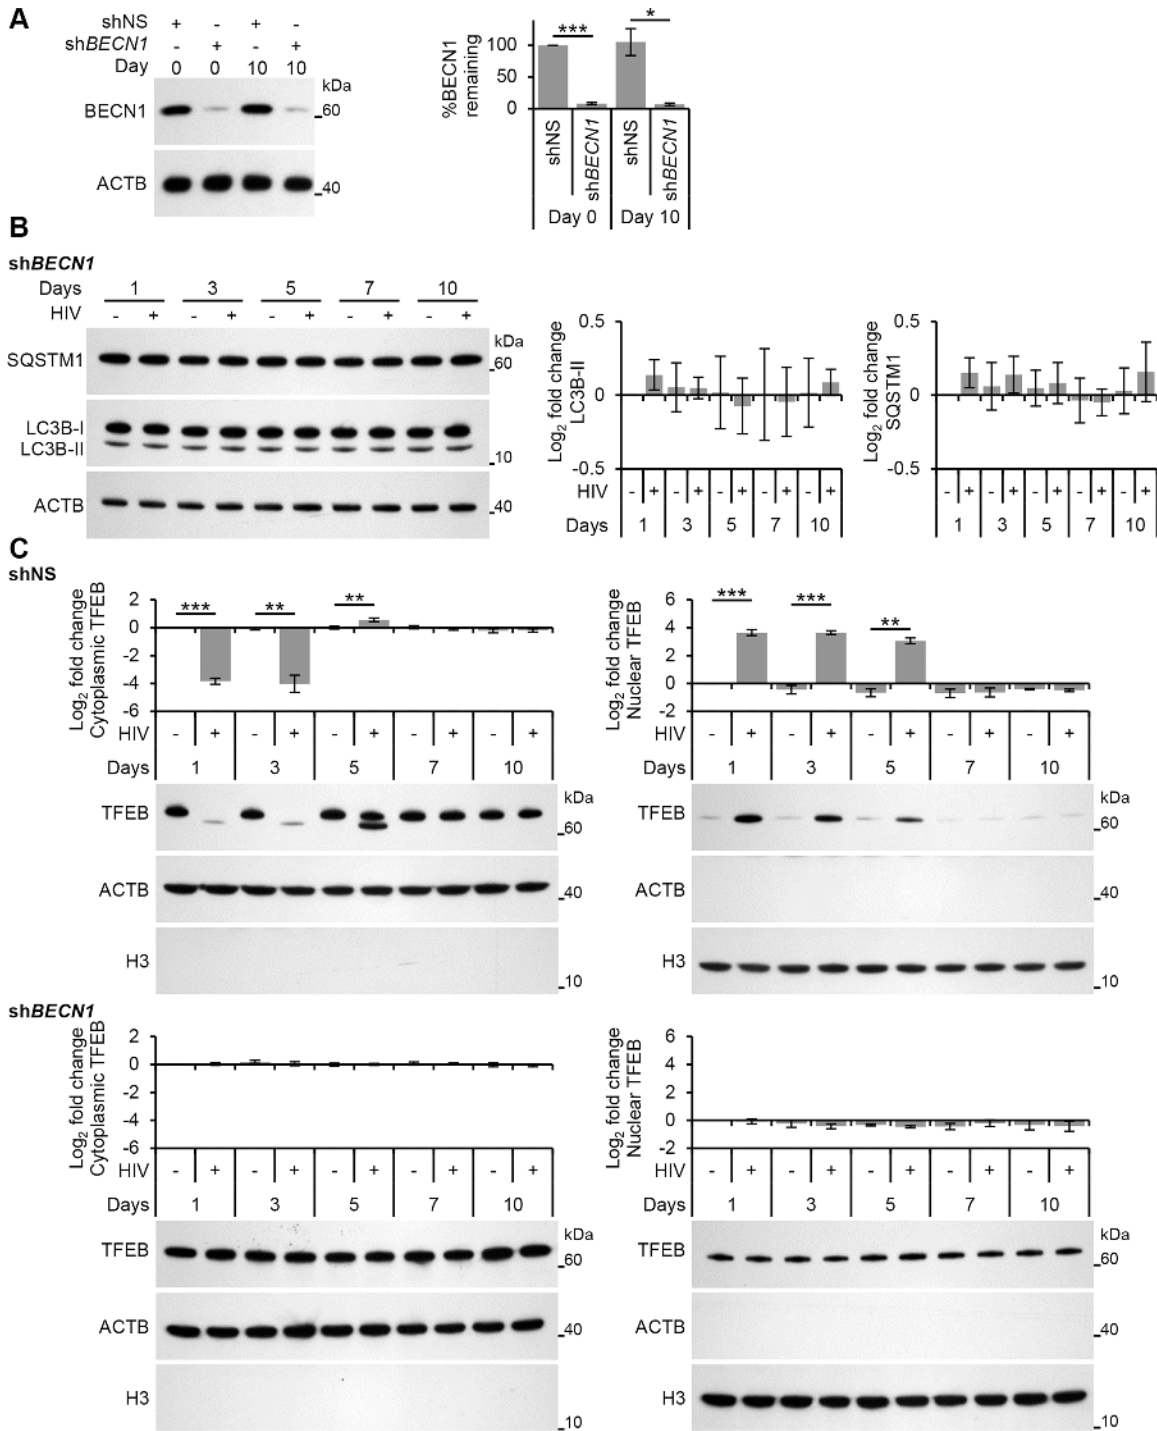 A
shNS + - + -
shBECN1 - + - +
Day 0 0 10 10
kDa
BECN1 60
ACTB 40
%BECN1 remaining
100
50
0
*** *
shNS shBECN1 shNS shBECN1
Day 0 Day 10
B
shBECN1
Days 1 3 5 7 10
HIV - + - + - + - + - +
kDa
SQSTM1 60
LC3B-I
LC3B-II 10
ACTB 40
Log2 fold change
LC3B-II
0.5
0
-0.5
HIV - + - + - + - + - +
Days 1 3 5 7 10
Log2 fold change
SQSTM1
0.5
0
-0.5
HIV - + - + - + - + - +
Days 1 3 5 7 10
C
shNS
Log2 fold change
Cytoplasmic TFEB
2
0
-2
-4
-6
*** ** **
HIV - + - + - + - + - +
Days 1 3 5 7 10
kDa
TFEB 60
ACTB 40
H3 10
Log2 fold change
Nuclear TFEB
6
4
2
0
-2
*** *** **
HIV - + - + - + - + - +
Days 1 3 5 7 10
kDa
TFEB 60
ACTB 40
H3 10
shBECN1
Log2 fold change
Cytoplasmic TFEB
2
0
-2
-4
-6
HIV - + - + - + - + - +
Days 1 3 5 7 10
kDa
TFEB 60
ACTB 40
H3 10
Log2 fold change
Nuclear TFEB
6
4
2
0
-2
HIV - + - + - + - + - +
Days 1 3 5 7 10
kDa
TFEB 60
ACTB 40
H3 10